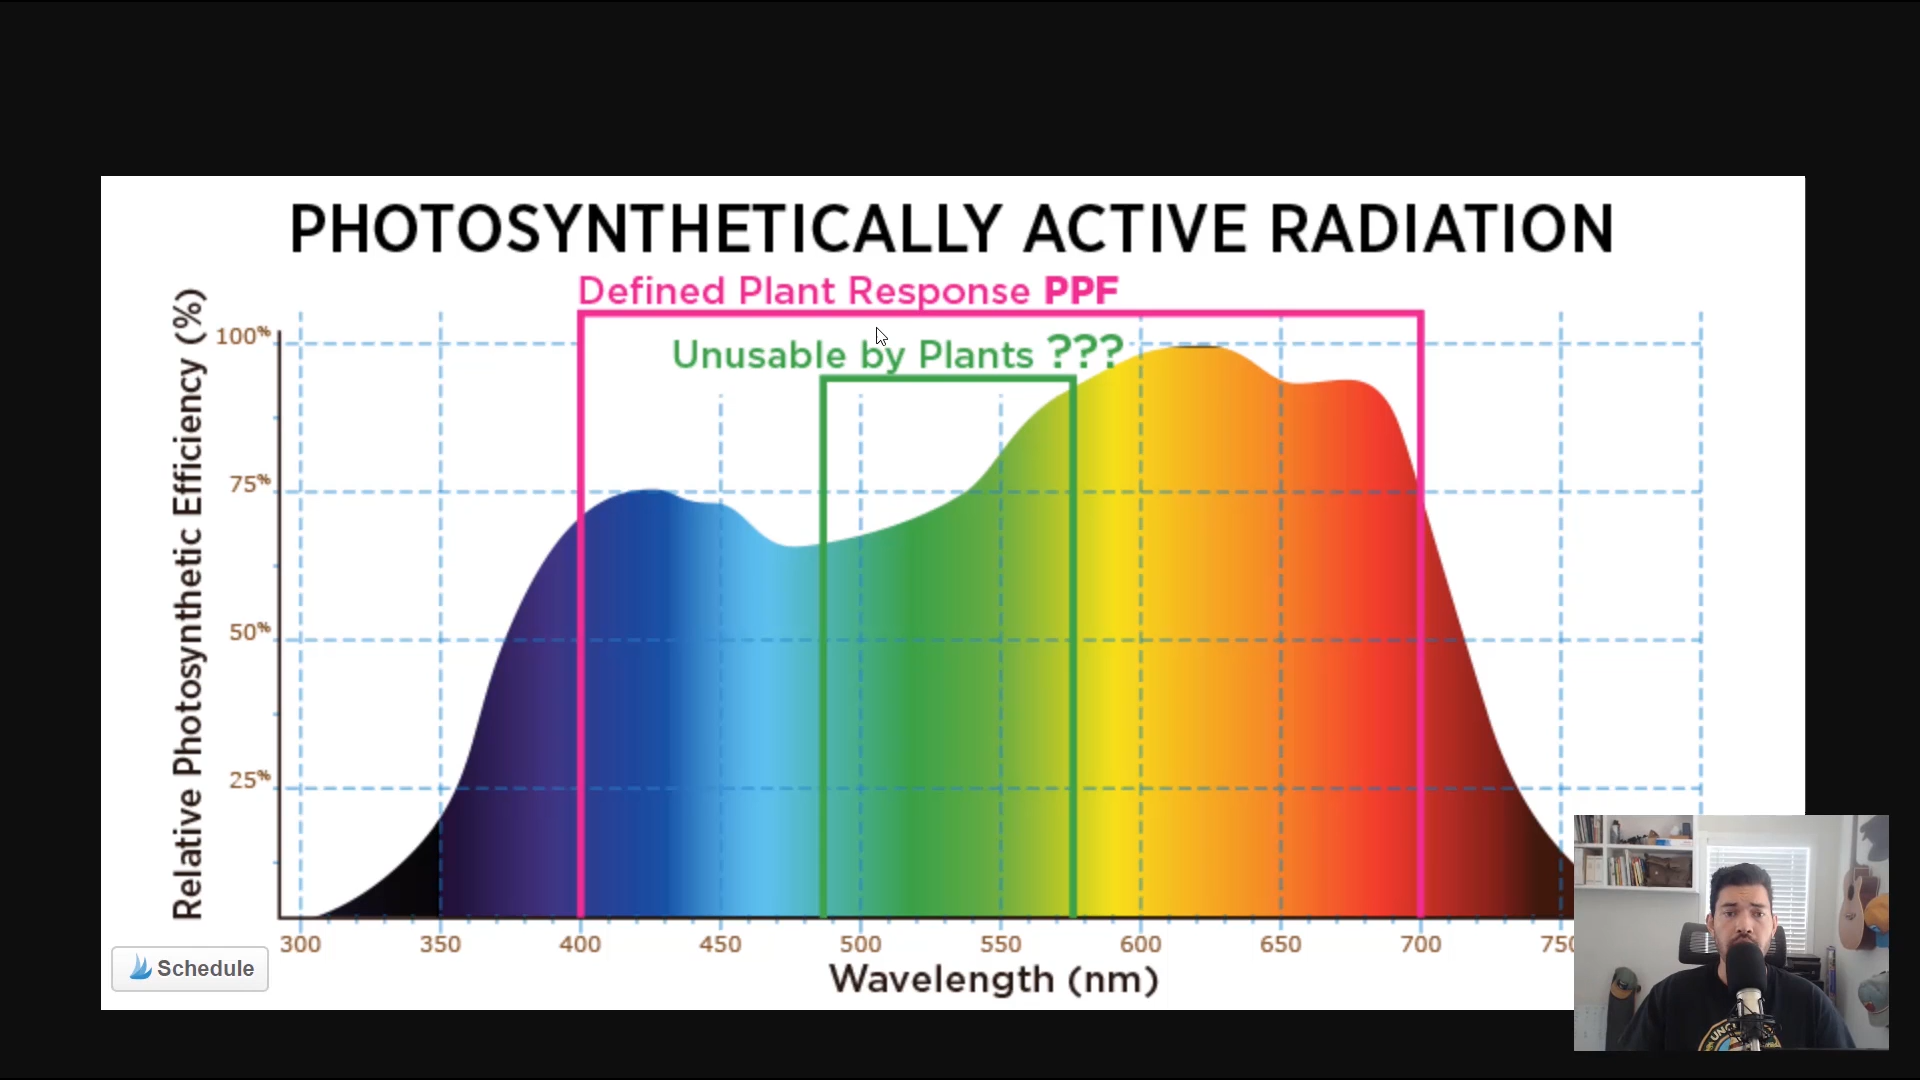 PHOTOSYNTHETICALLY ACTIVE RADIATION
Defined Plant Response PPF
Unusable by Plants ???
Relative Photosynthetic Efficiency (%)
100%
75%
50%
25%
300 350 400 450 500 550 600 650 700
Wavelength (nm)
Schedule